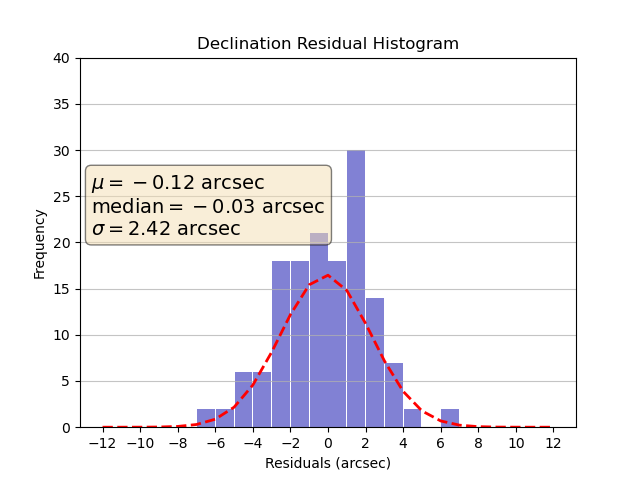 Declination Residual Histogram
40
35
30
25
20
15
10
5
0
Frequency
μ = −0.12 arcsec
median = −0.03 arcsec
σ = 2.42 arcsec
−12 −10 −8 −6 −4 −2 0 2 4 6 8 10 12
Residuals (arcsec)